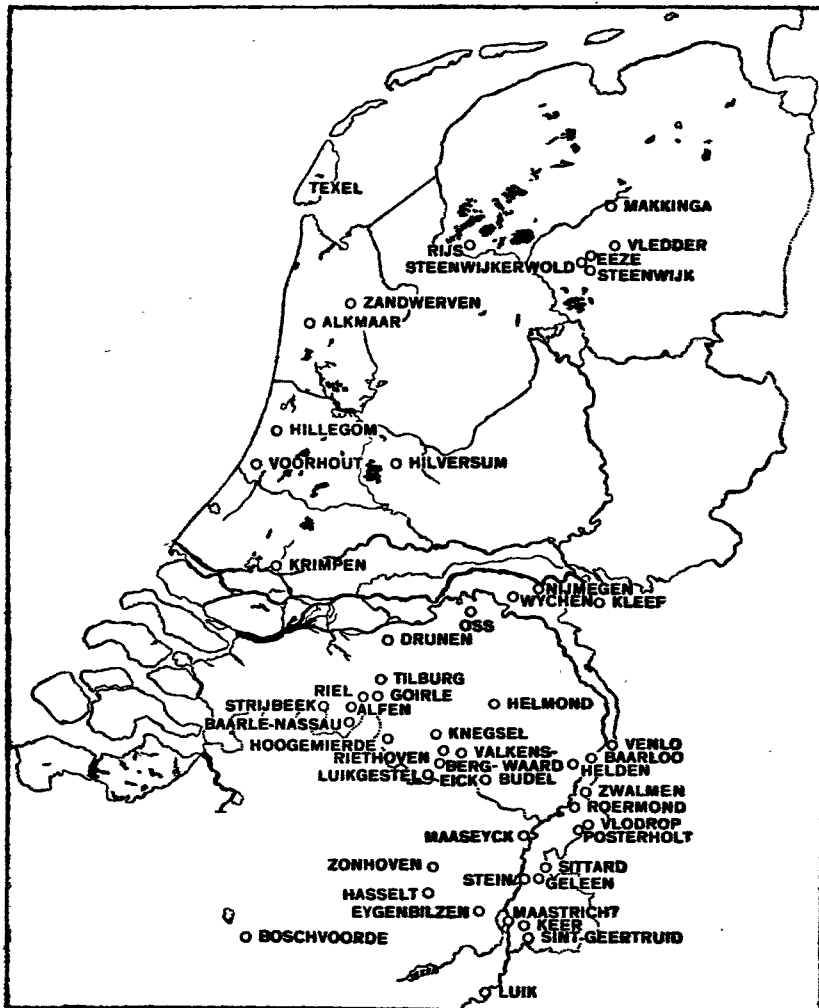 TEXEL
MAKKINGA
RIJS
VLEDDER
EEZE
STEENWIJKERWOLD
STEENWIJK
ZANDWERVEN
ALKMAAR
HILLEGOM
VOORHOUT
HILVERSUM
KRIMPEN
NIJMEGEN
WYCHEN
KLEEF
OSS
DRUNEN
TILBURG
RIEL
GOIRLE
STRIJBEEK
ALFEN
HELMOND
BAARLE-NASSAU
KNEGSEL
HOOGEMIERDE
VENLO
RIETHOVEN
VALKENS-
BAARLOO
BERG-WAARD
HELDEN
LUIKGESTEL
EICK
BUDEL
ZWALMEN
ROERMOND
VLODROP
MAASEYCK
POSTERHOLT
ZONHOVEN
SITTARD
STEIN
GELEEN
HASSELT
EYGENBILZEN
MAASTRICHT
KEER
BOSCHVOORDE
SINT-GEERTRUID
LUIK